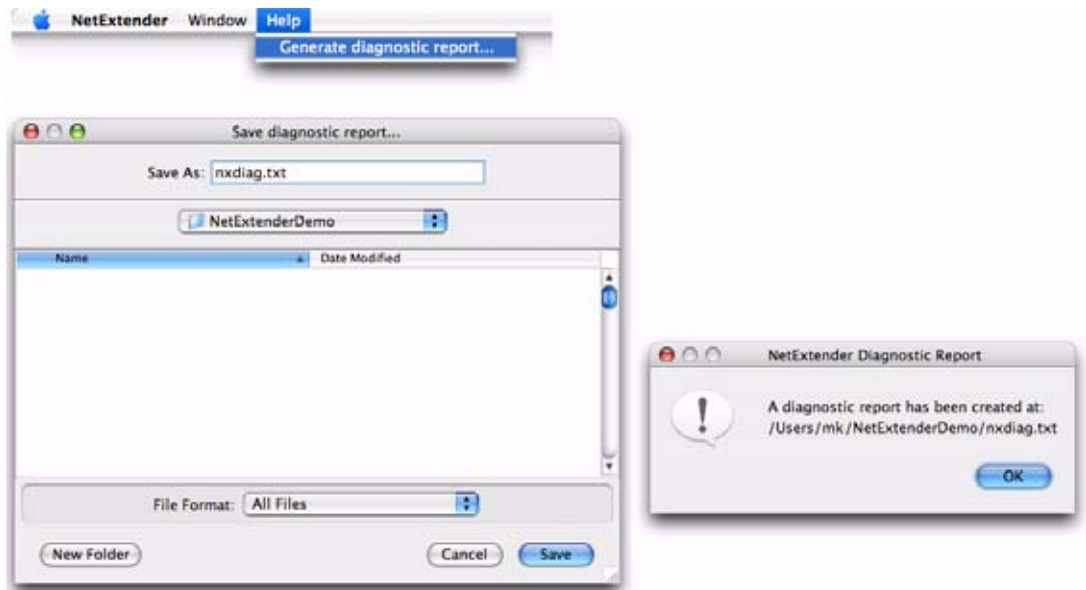 NetExtender Window Help
Generate diagnostic report...
Save diagnostic report...
Save As: nxdiag.txt
NetExtenderDemo
Name Date Modified
File Format: All Files
New Folder Cancel Save
NetExtender Diagnostic Report
A diagnostic report has been created at:
/Users/mk/NetExtenderDemo/nxdiag.txt
OK